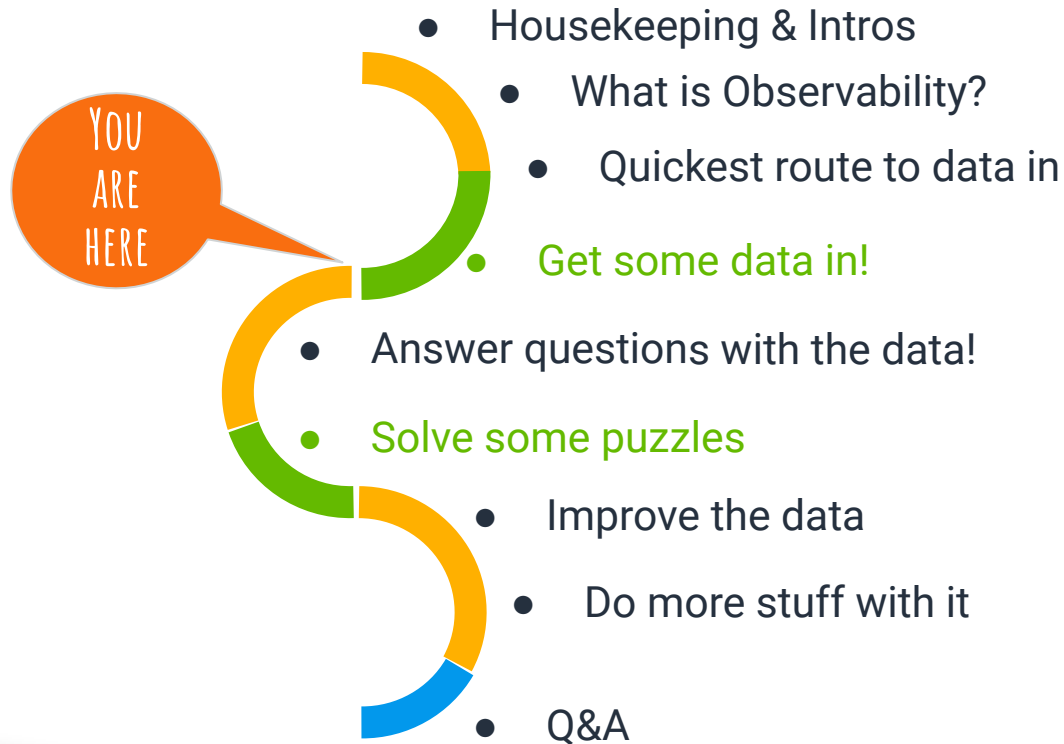 Housekeeping & Intros
What is Observability?
Quickest route to data in
YOU
ARE
HERE
Get some data in!
Answer questions with the data!
Solve some puzzles
Improve the data
Do more stuff with it
Q&A